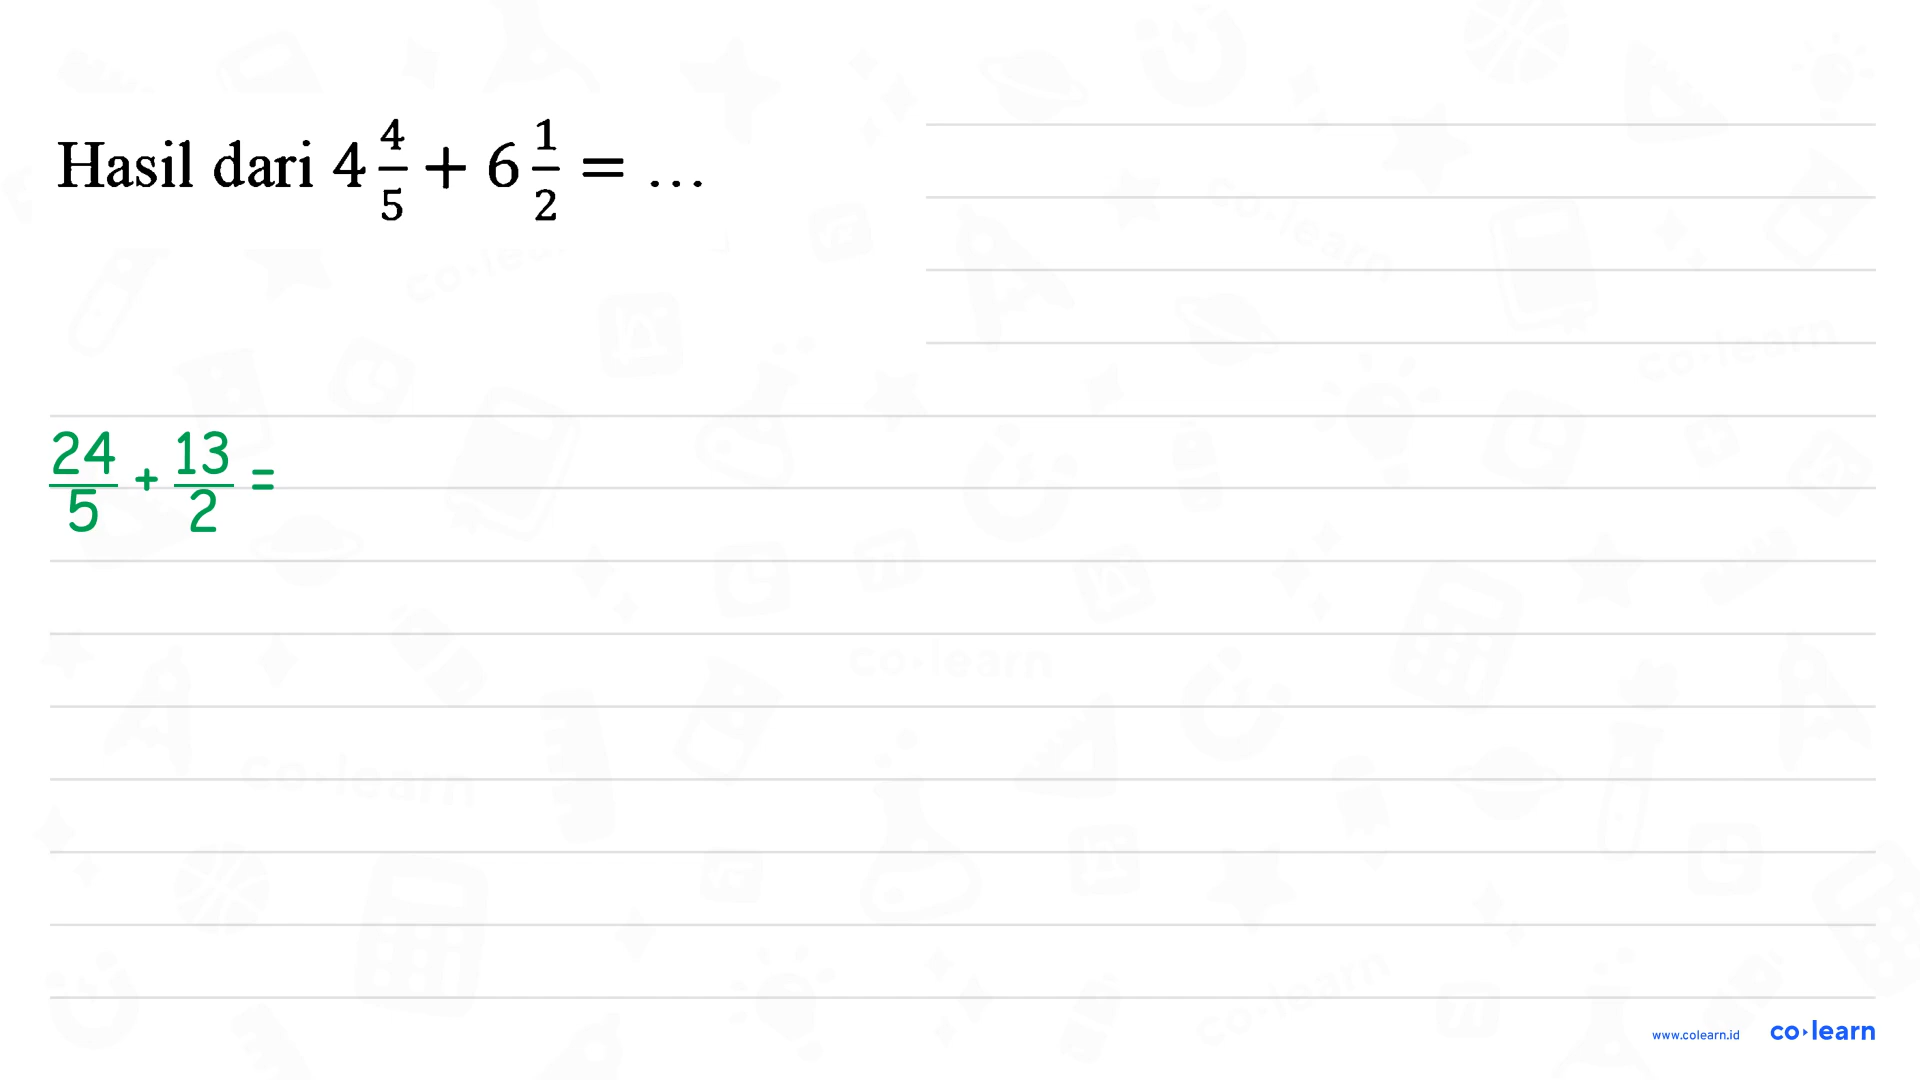 Hasil dari 4 4/5 + 6 1/2 = ...
24/5 + 13/2 =
www.colearn.id co▸learn